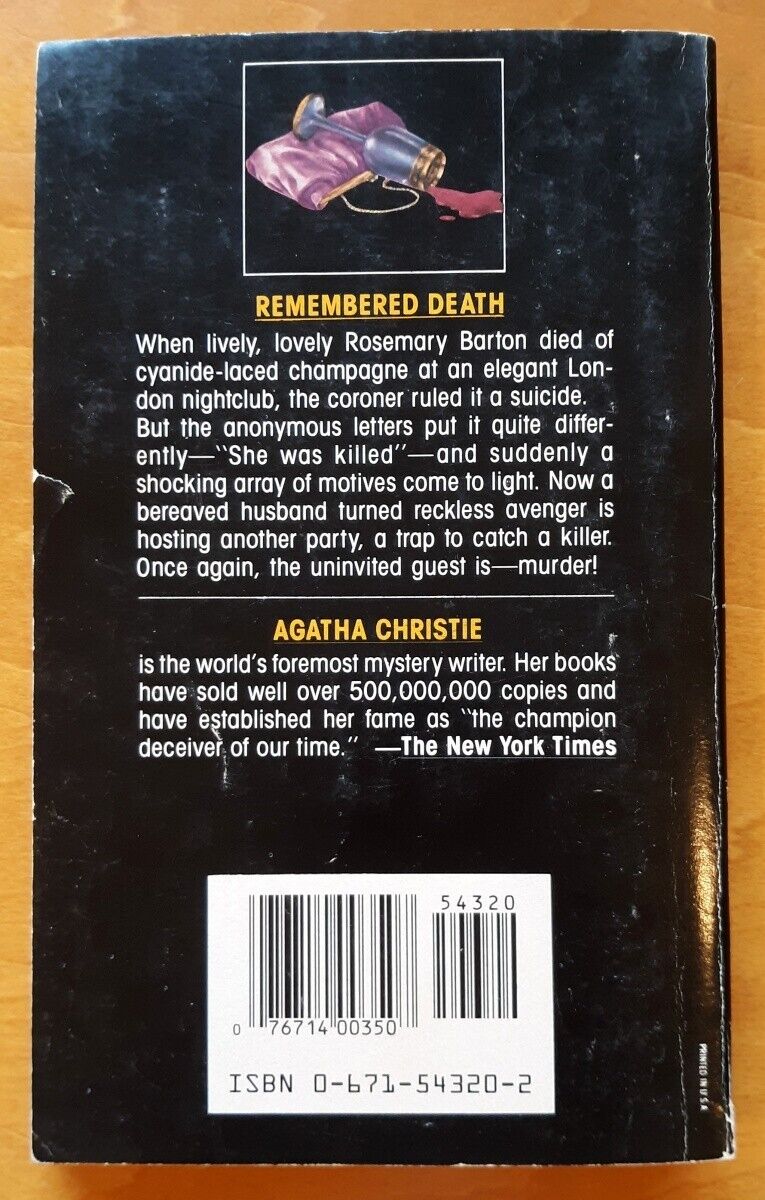 REMEMBERED DEATH
When lively, lovely Rosemary Barton died of
cyanide-laced champagne at an elegant Lon-
don nightclub, the coroner ruled it a suicide.
But the anonymous letters put it quite differ-
ently—"She was killed"—and suddenly a
shocking array of motives come to light. Now a
bereaved husband turned reckless avenger is
hosting another party, a trap to catch a killer.
Once again, the uninvited guest is—murder!
AGATHA CHRISTIE
is the world's foremost mystery writer. Her books
have sold well over 500,000,000 copies and
have established her fame as "the champion
deceiver of our time." —The New York Times
54320
0 76714 00350
ISBN 0-671-54320-2
PRINTED IN U.S.A.